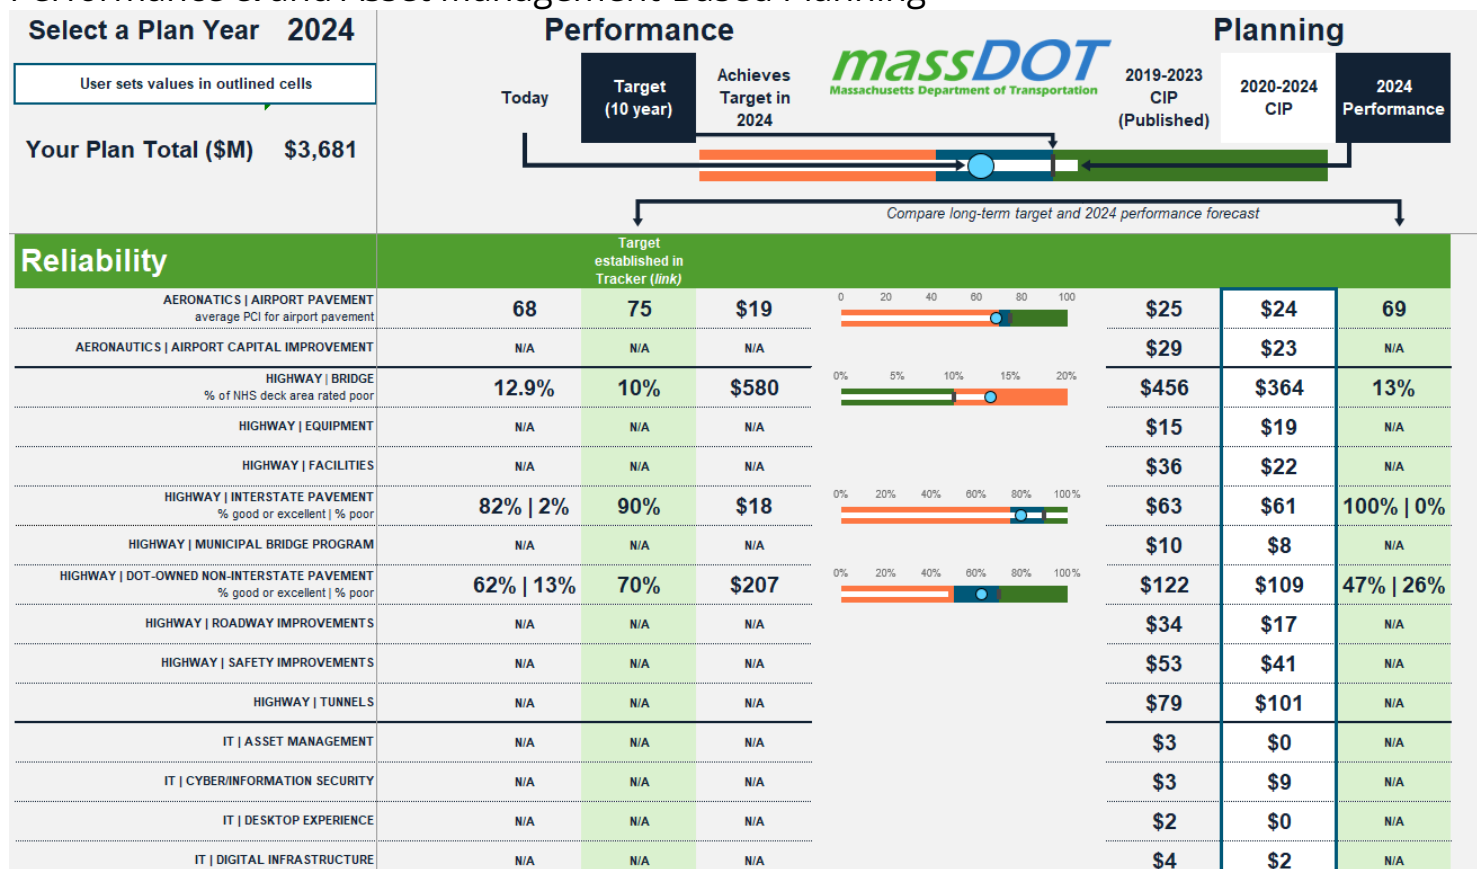 Performance & and Asset Management Based Planning
Select a Plan Year 2024
User sets values in outlined cells
Your Plan Total ($M) $3,681
Performance
Planning
massDOT
Massachusetts Department of Transportation
Today
Target
(10 year)
Achieves
Target in
2024
2019-2023
CIP
(Published)
2020-2024
CIP
2024
Performance
Compare long-term target and 2024 performance forecast
Reliability
Target
established in
Tracker (link)
AERONATICS | AIRPORT PAVEMENT
average PCI for airport pavement
68 75 $19 0 20 40 60 80 100 $25 $24 69
AERONAUTICS | AIRPORT CAPITAL IMPROVEMENT N/A N/A N/A $29 $23 N/A
HIGHWAY | BRIDGE
% of NHS deck area rated poor
12.9% 10% $580 0% 5% 10% 15% 20% $456 $364 13%
HIGHWAY | EQUIPMENT N/A N/A N/A $15 $19 N/A
HIGHWAY | FACILITIES N/A N/A N/A $36 $22 N/A
HIGHWAY | INTERSTATE PAVEMENT
% good or excellent | % poor
82% | 2% 90% $18 0% 20% 40% 60% 80% 100% $63 $61 100% | 0%
HIGHWAY | MUNICIPAL BRIDGE PROGRAM N/A N/A N/A $10 $8 N/A
HIGHWAY | DOT-OWNED NON-INTERSTATE PAVEMENT
% good or excellent | % poor
62% | 13% 70% $207 0% 20% 40% 60% 80% 100% $122 $109 47% | 26%
HIGHWAY | ROADWAY IMPROVEMENTS N/A N/A N/A $34 $17 N/A
HIGHWAY | SAFETY IMPROVEMENTS N/A N/A N/A $53 $41 N/A
HIGHWAY | TUNNELS N/A N/A N/A $79 $101 N/A
IT | ASSET MANAGEMENT N/A N/A N/A $3 $0 N/A
IT | CYBER/INFORMATION SECURITY N/A N/A N/A $3 $9 N/A
IT | DESKTOP EXPERIENCE N/A N/A N/A $2 $0 N/A
IT | DIGITAL INFRASTRUCTURE N/A N/A N/A $4 $2 N/A